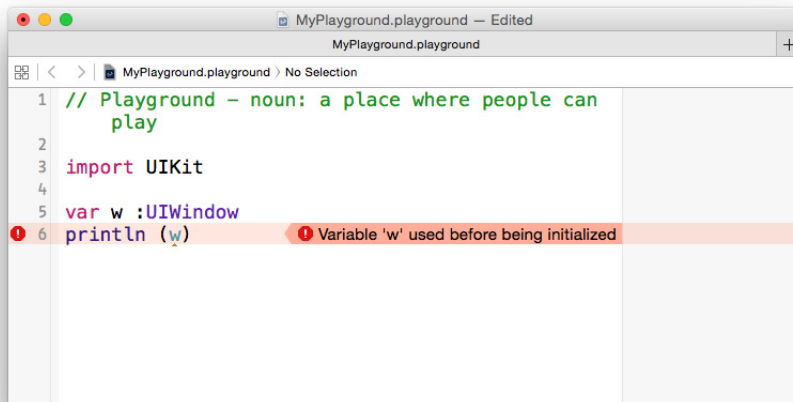 MyPlayground.playground — Edited
MyPlayground.playground
+
MyPlayground.playground 〉 No Selection
1 // Playground – noun: a place where people can
play
2
3 import UIKit
4
5 var w :UIWindow
6 println (w) Variable 'w' used before being initialized